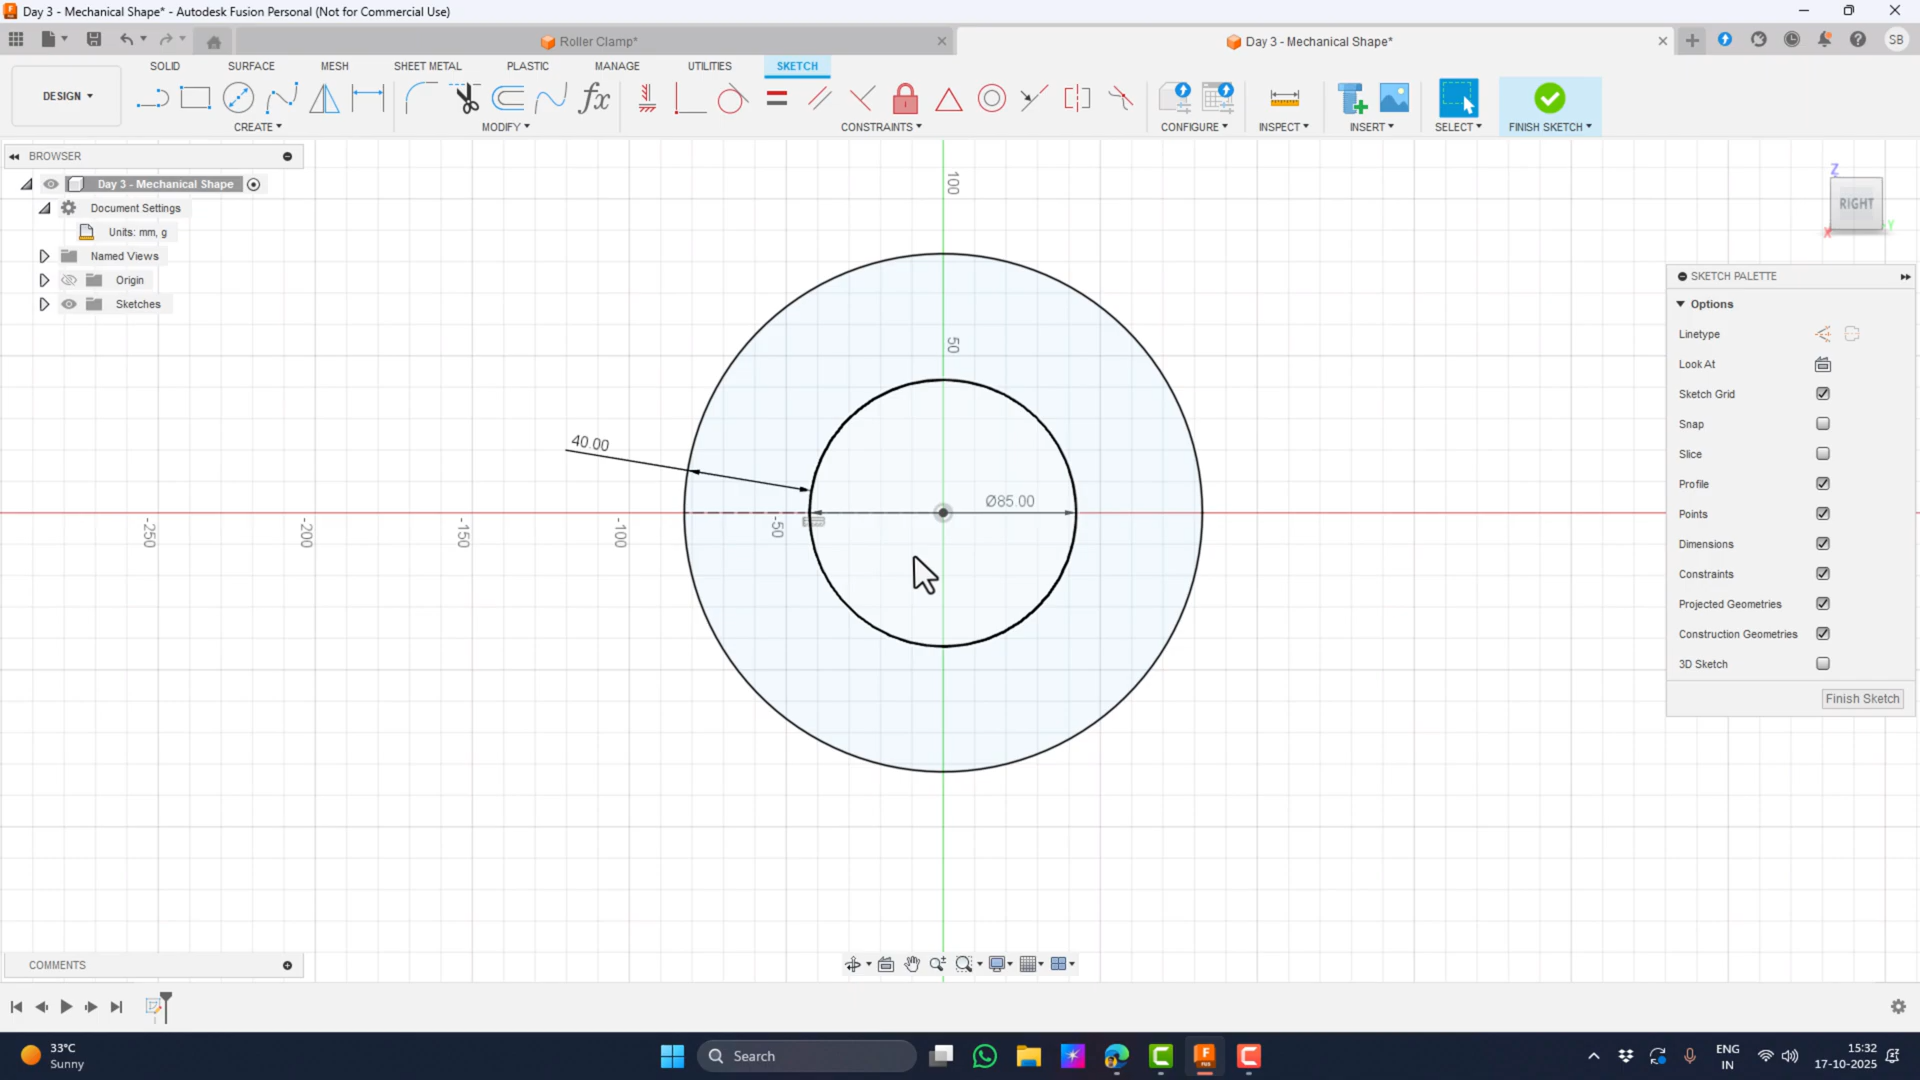 Day 3 - Mechanical Shape* - Autodesk Fusion Personal (Not for Commercial Use)
Roller Clamp*
Day 3 - Mechanical Shape*
SB
SOLID
SURFACE
MESH
SHEET METAL
PLASTIC
MANAGE
UTILITIES
SKETCH
DESIGN
CREATE
MODIFY
CONSTRAINTS
CONFIGURE
INSPECT
INSERT
SELECT
FINISH SKETCH
BROWSER
Day 3 - Mechanical Shape
Document Settings
Units: mm, g
Named Views
Origin
Sketches
100
50
40.00
Ø85.00
-250
-200
-150
-100
-50
Z
RIGHT
X
Y
SKETCH PALETTE
Options
Linetype
Look At
Sketch Grid
Snap
Slice
Profile
Points
Dimensions
Constraints
Projected Geometries
Construction Geometries
3D Sketch
Finish Sketch
COMMENTS
33°C
Sunny
Search
ENG
IN
15:32
17-10-2025